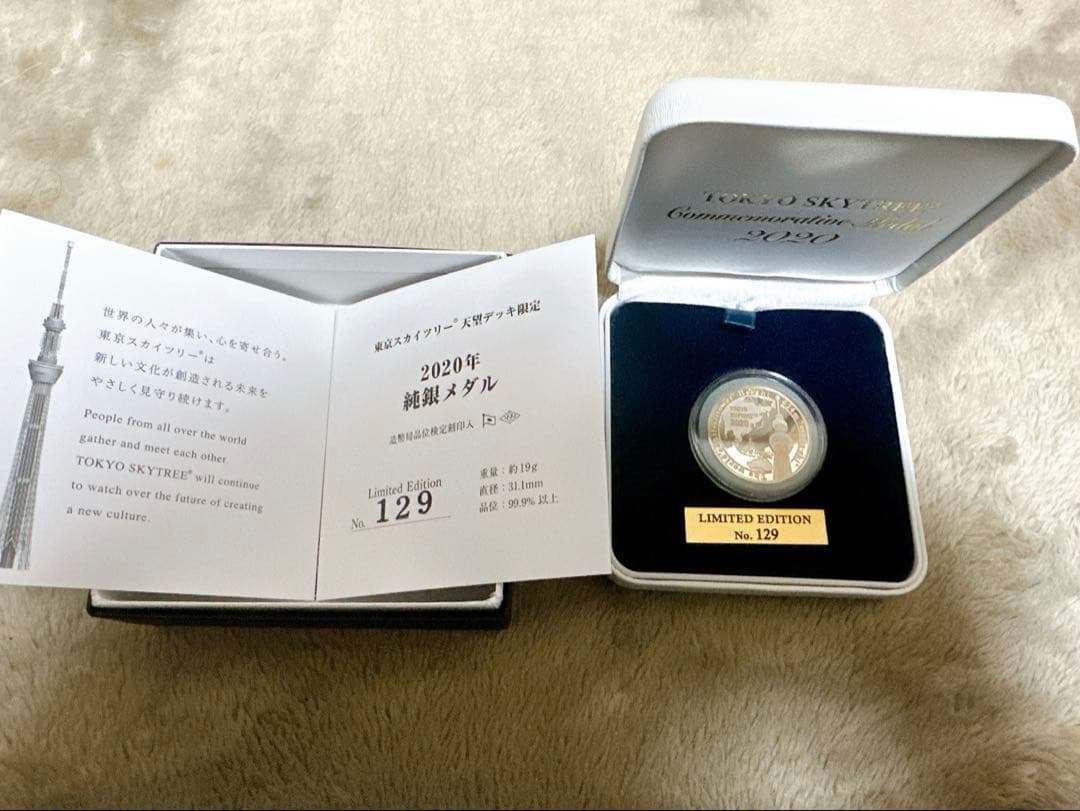 世界の人々が集い、心を寄せ合う。
東京スカイツリー®は
新しい文化が創造される未来を
やさしく見守り続けます。
People from all over the world
gather and meet each other.
TOKYO SKYTREE® will continue
to watch over the future of creating
a new culture.
東京スカイツリー®天望デッキ限定
2020年
純銀メダル
造幣局品位検定刻印入
Limited Edition
No. 129
重量：約19g
直径：31.1mm
品位：99.9%以上
TOKYO SKYTREE®
Commemorative Medal
2020
TOKYO
SKYTREE
2020
LIMITED EDITION
No. 129